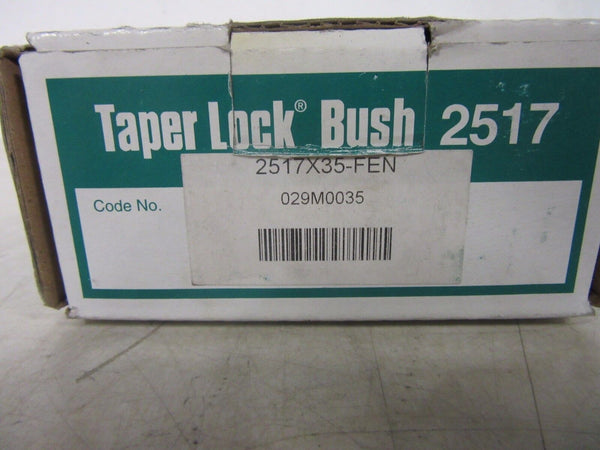 Taper Lock® Bush 2517
2517X35-FEN
Code No.
029M0035